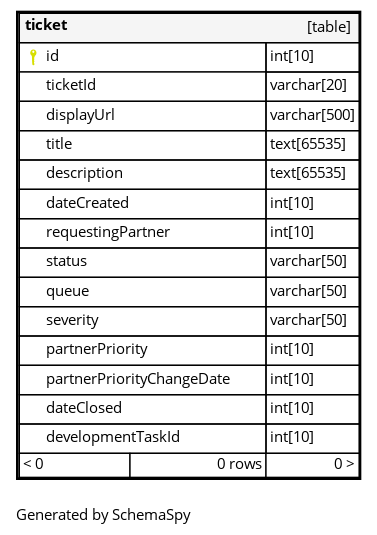 ticket [table]
id int[10]
ticketId varchar[20]
displayUrl varchar[500]
title text[65535]
description text[65535]
dateCreated int[10]
requestingPartner int[10]
status varchar[50]
queue varchar[50]
severity varchar[50]
partnerPriority int[10]
partnerPriorityChangeDate int[10]
dateClosed int[10]
developmentTaskId int[10]
< 0 0 rows 0 >
Generated by SchemaSpy